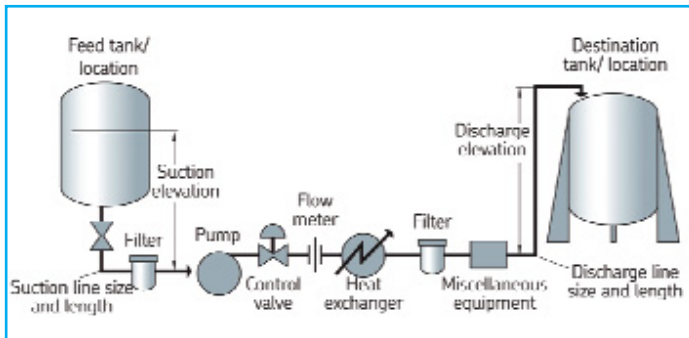 Feed tank/
location
Destination
tank/ location
Suction
elevation
Discharge
elevation
Flow
meter
Filter
Pump
Filter
Suction line size
and length
Control
valve
Heat
exchanger
Miscellaneous
equipment
Discharge line
size and length